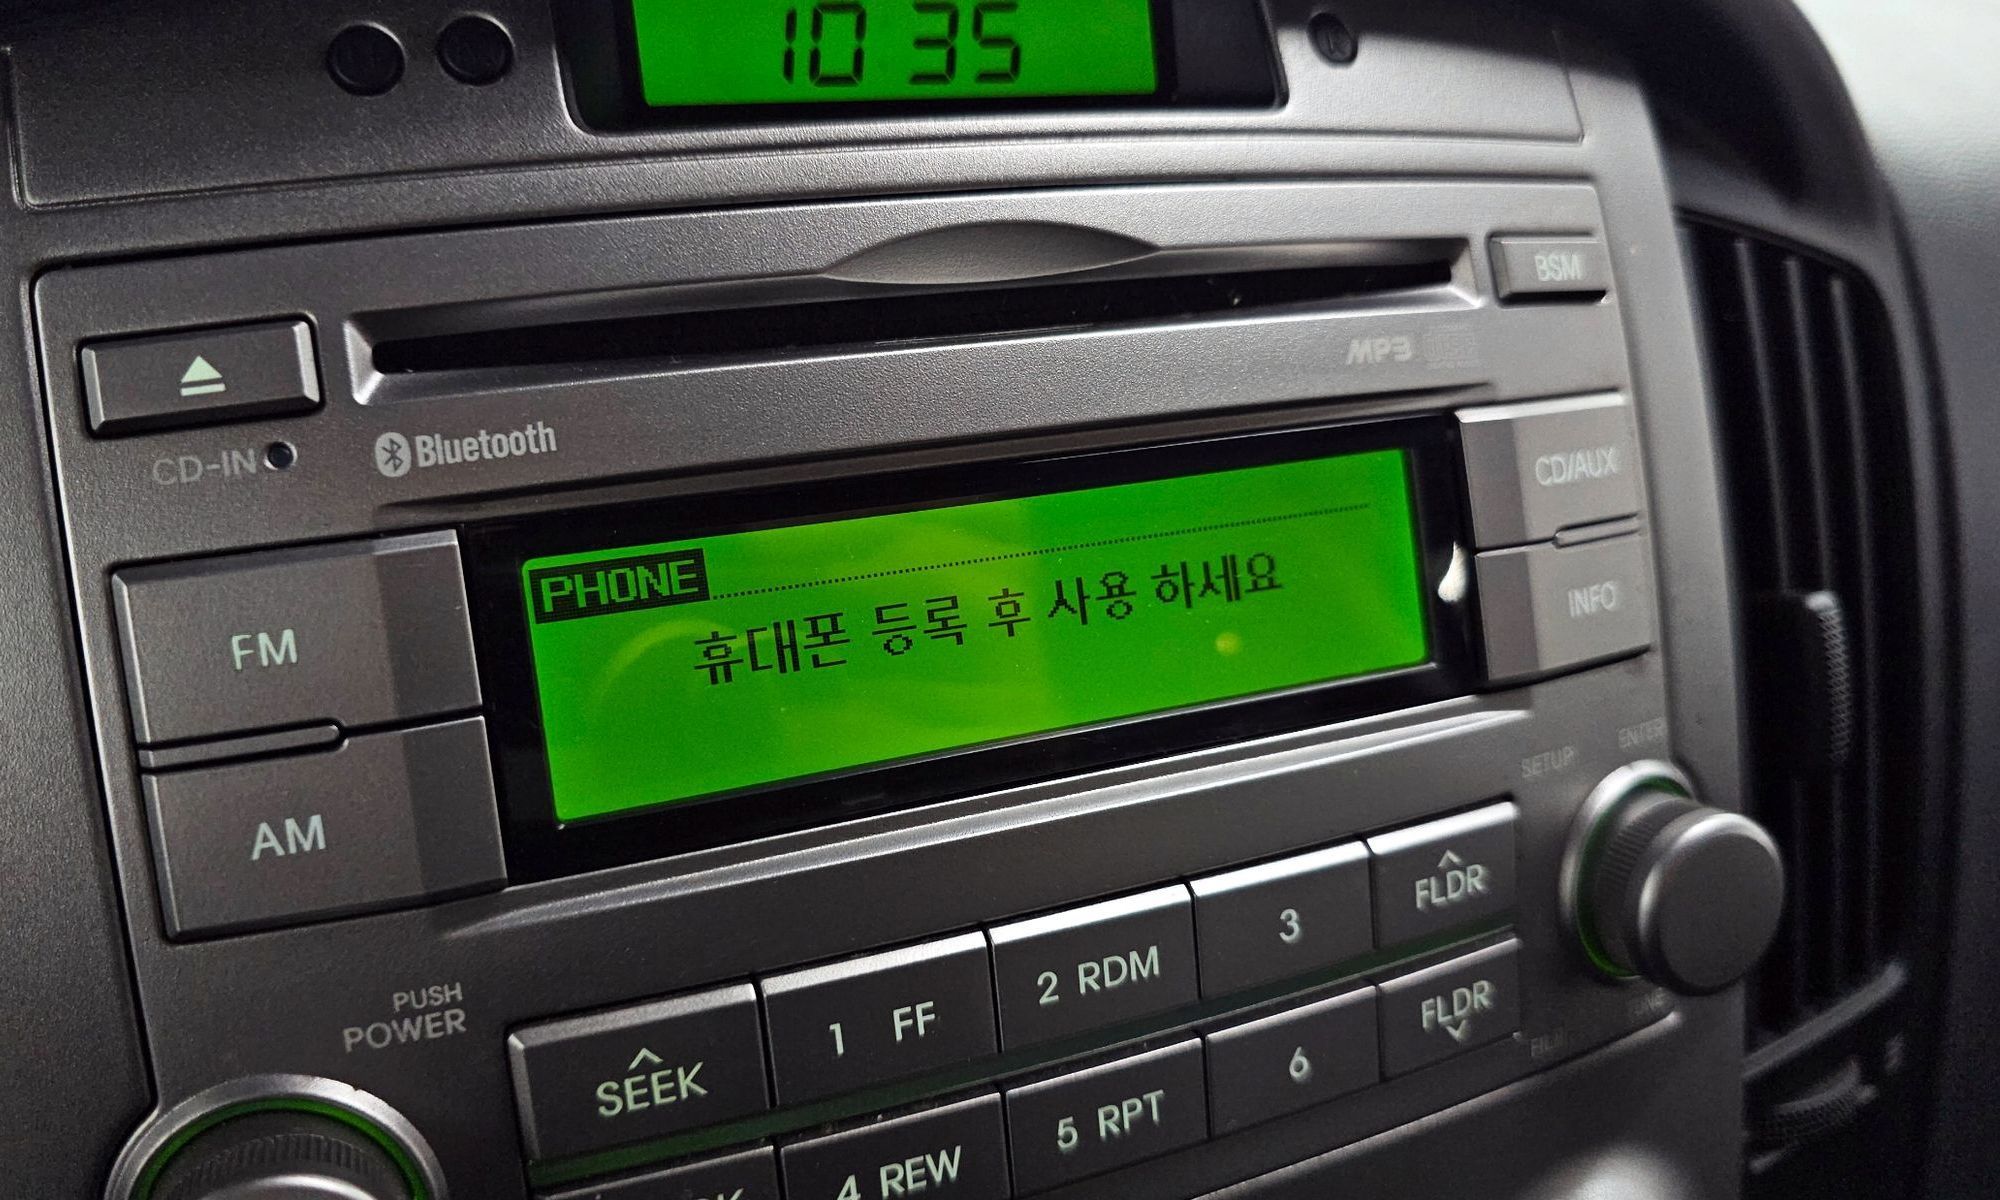 10 35
BSM
MP3
CD-IN
Bluetooth
CD/AUX
PHONE
휴대폰 등록 후 사용 하세요
INFO
FM
AM
SETUP
ENTER
PUSH
POWER
SEEK
1 FF
2 RDM
3
FLDR
4 REW
5 RPT
6
FLDR